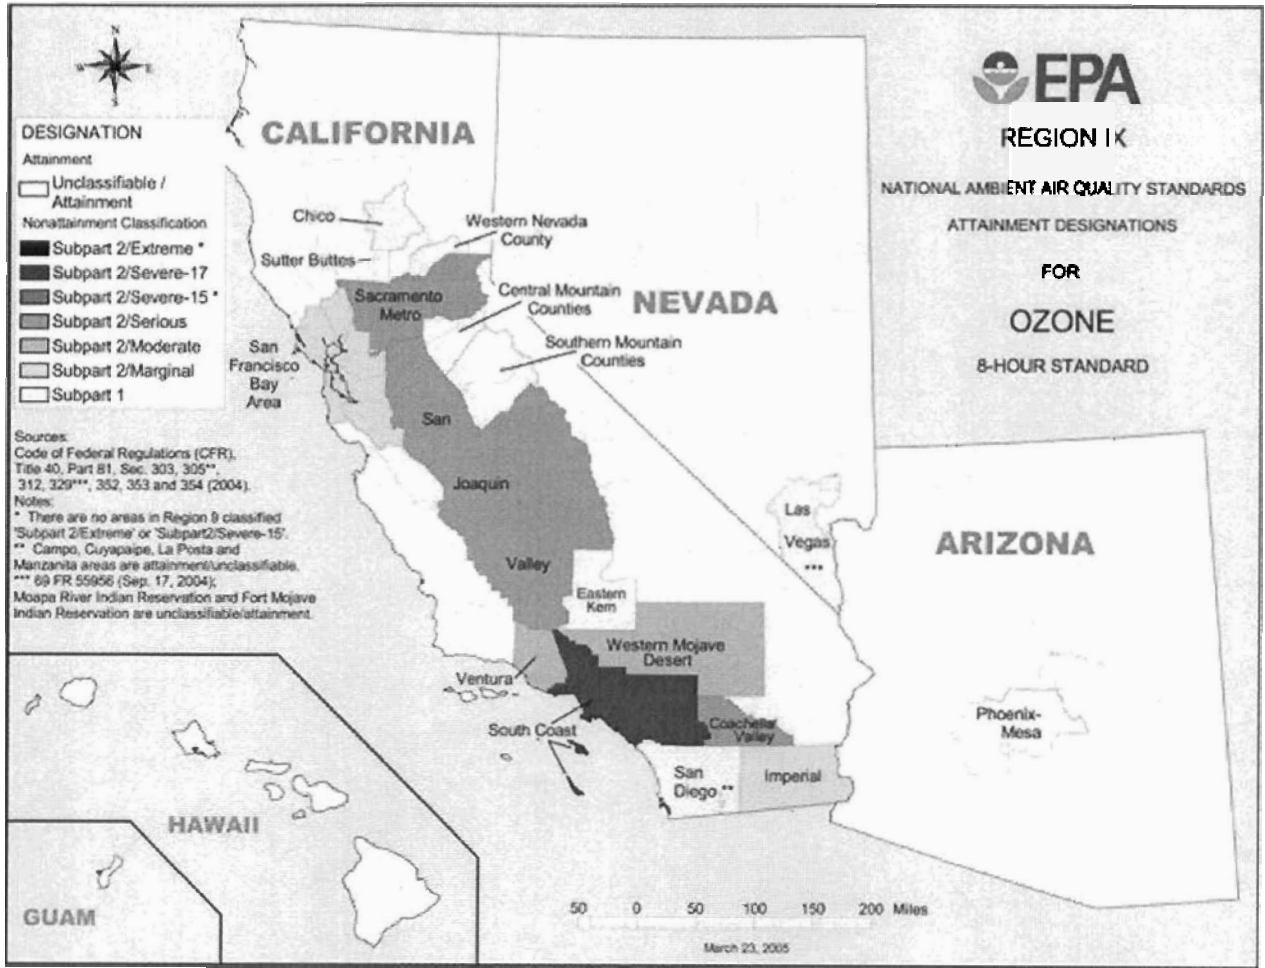 N
W E
S
EPA
REGION IX
NATIONAL AMBIENT AIR QUALITY STANDARDS
ATTAINMENT DESIGNATIONS
FOR
OZONE
8-HOUR STANDARD
DESIGNATION
Attainment
Unclassifiable /
Attainment
Nonattainment Classification
Subpart 2/Extreme *
Subpart 2/Severe-17
Subpart 2/Severe-15 *
Subpart 2/Serious
Subpart 2/Moderate
Subpart 2/Marginal
Subpart 1
Sources:
Code of Federal Regulations (CFR),
Title 40, Part 81, Sec. 303, 305**,
312, 329***, 352, 353 and 354 (2004).
Notes:
* There are no areas in Region 9 classified
'Subpart 2/Extreme' or 'Subpart2/Severe-15'.
** Campo, Cuyapaipe, La Posta and
Manzanita areas are attainment/unclassifiable.
*** 69 FR 55956 (Sep. 17, 2004);
Moapa River Indian Reservation and Fort Mojave
Indian Reservation are unclassifiable/attainment.
CALIFORNIA
Chico
Western Nevada
County
Sutter Buttes
Sacramento
Metro
Central Mountain
Counties
NEVADA
Southern Mountain
Counties
San
Francisco
Bay
Area
San
Joaquin
Valley
Las
Vegas
***
ARIZONA
Eastern
Kern
Western Mojave
Desert
Ventura
South Coast
Coachella
Valley
Phoenix-
Mesa
San
Diego **
Imperial
HAWAII
GUAM
50 0 50 100 150 200 Miles
March 23, 2005